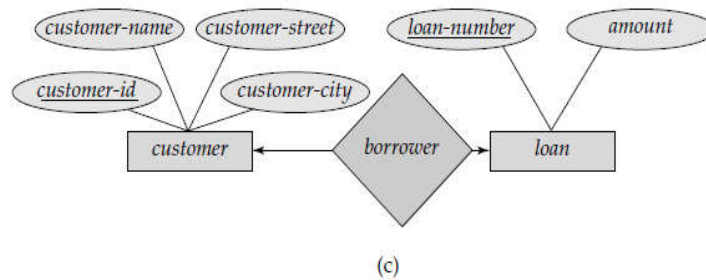 customer-name customer-street loan-number amount
customer-id customer-city
customer borrower loan
(c)